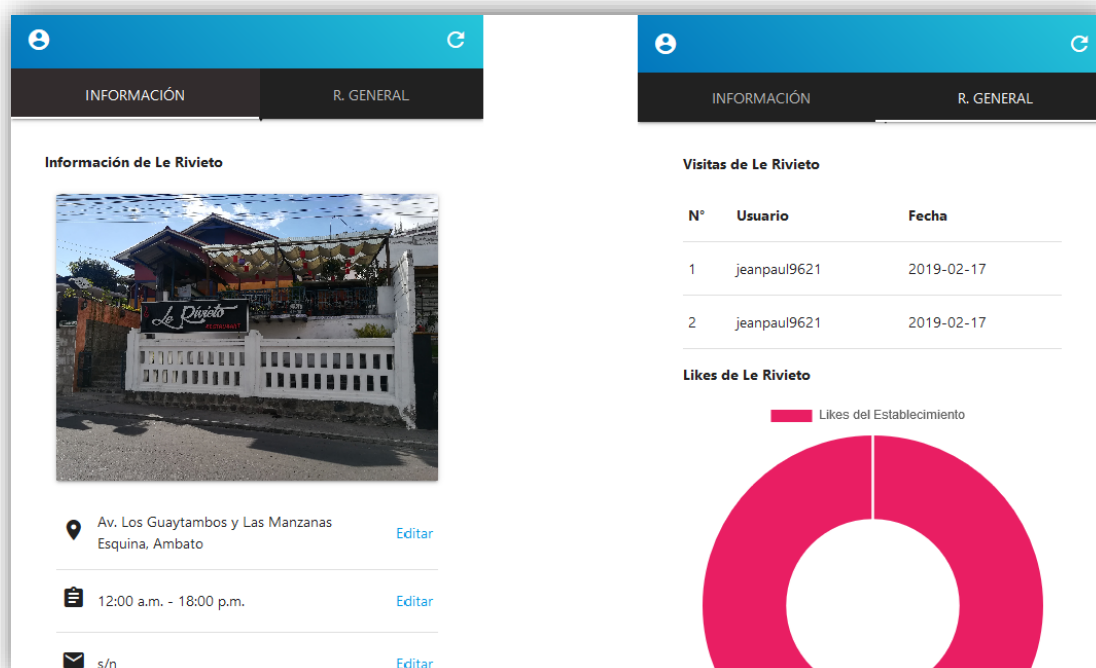 INFORMACIÓN
R. GENERAL
Información de Le Rivieto
Le Rivieto
RESTAURANT
Av. Los Guaytambos y Las Manzanas
Esquina, Ambato
Editar
12:00 a.m. - 18:00 p.m.
Editar
s/n
Editar
INFORMACIÓN
R. GENERAL
Visitas de Le Rivieto
N° Usuario Fecha
1 jeanpaul9621 2019-02-17
2 jeanpaul9621 2019-02-17
Likes de Le Rivieto
Likes del Establecimiento